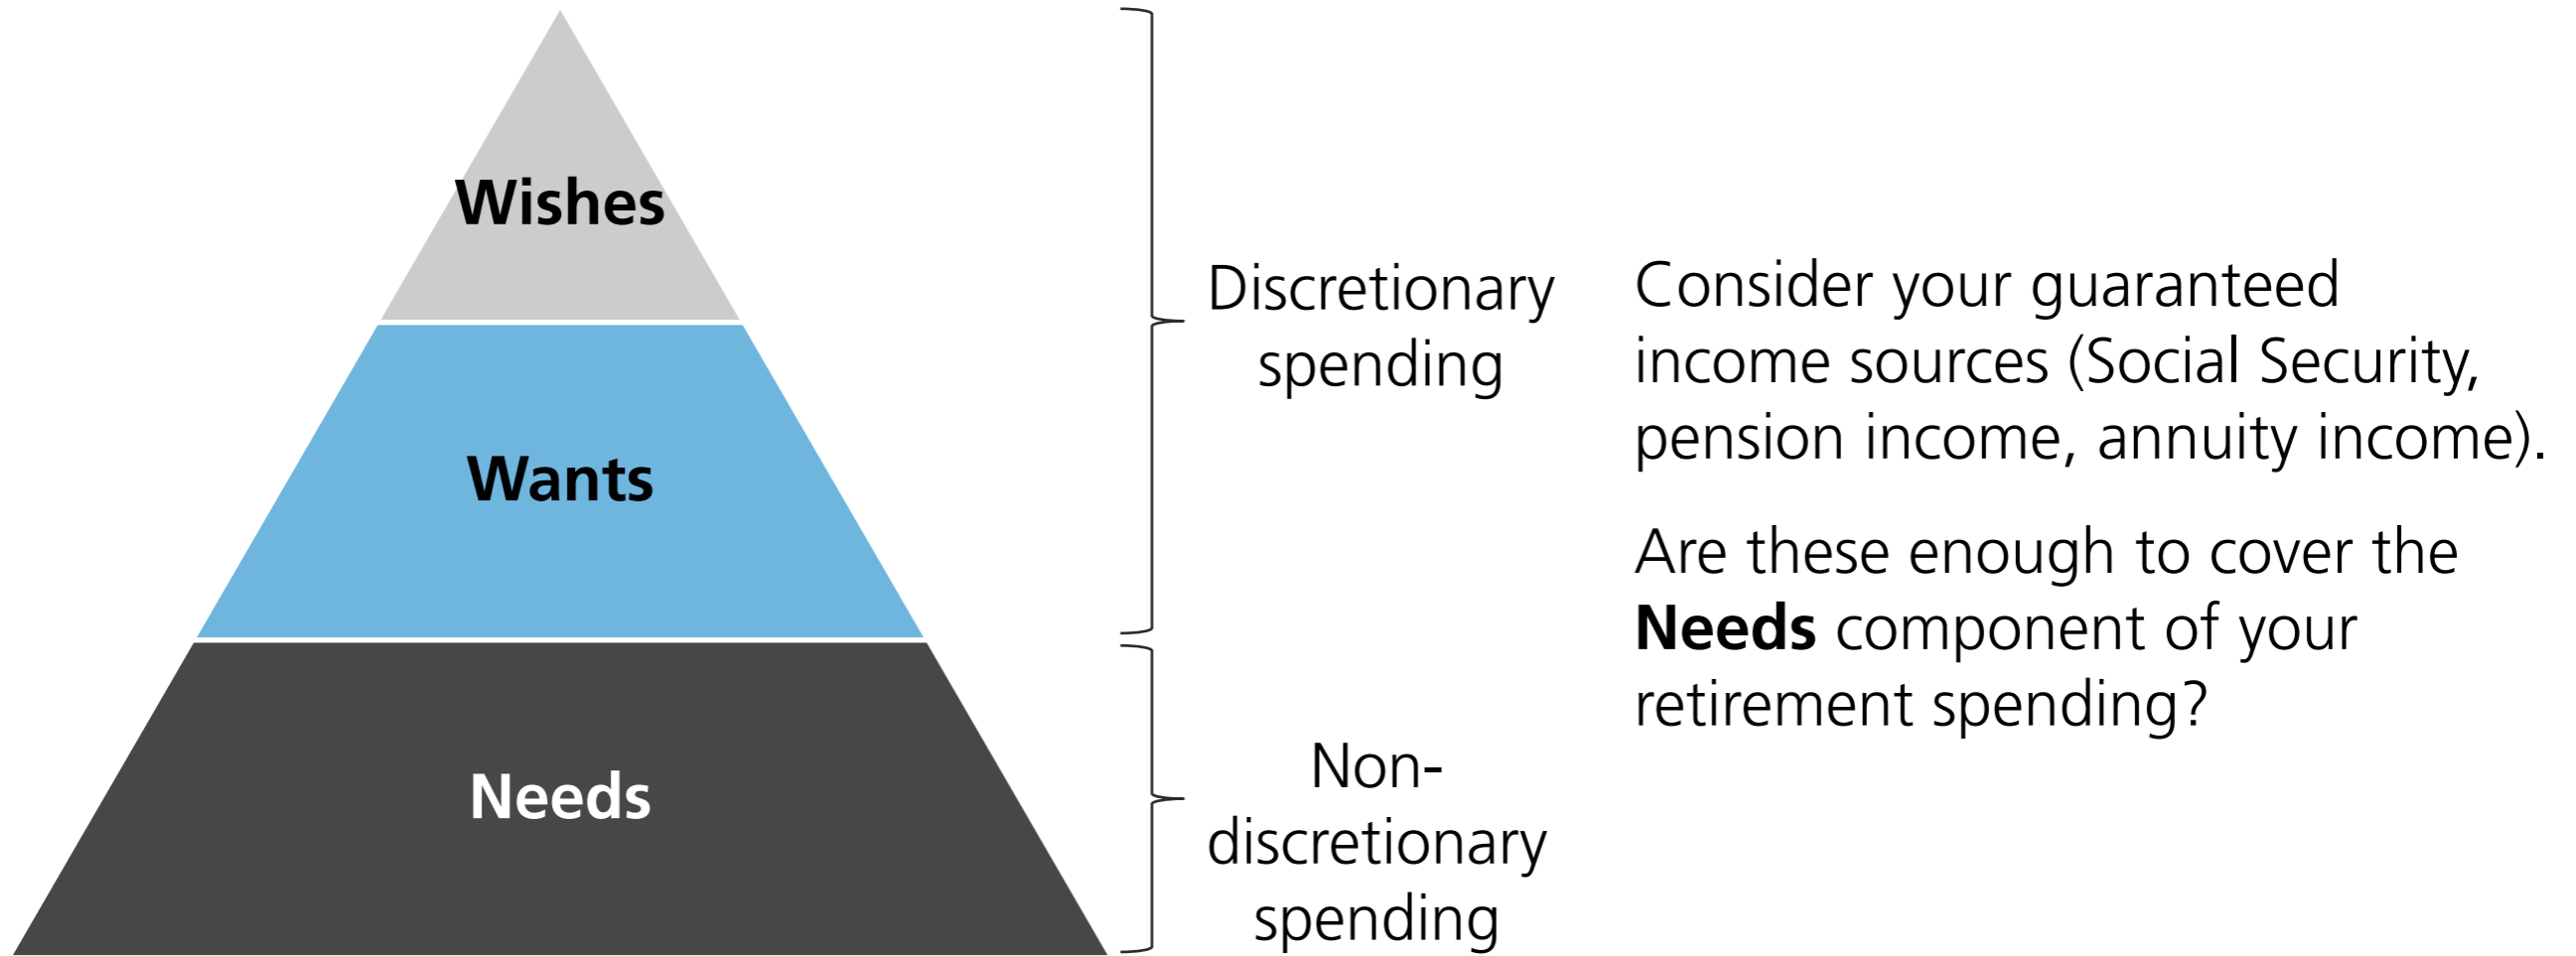 Wishes
Wants
Needs
Discretionary
spending
Non-
discretionary
spending
Consider your guaranteed
income sources (Social Security,
pension income, annuity income).
Are these enough to cover the
Needs component of your
retirement spending?